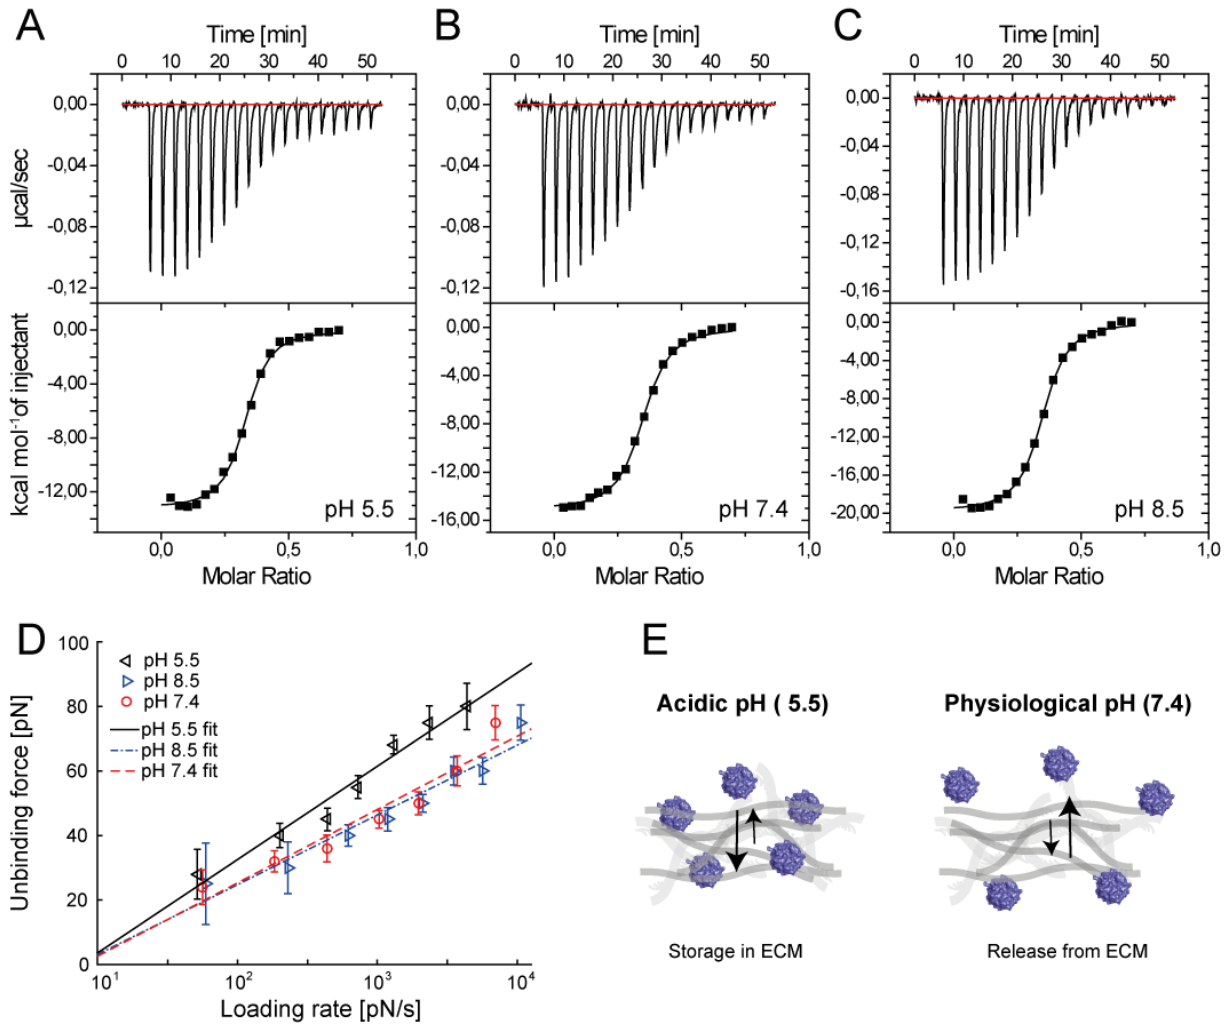 A
Time [min]
0 10 20 30 40 50
0,00
-0,04
-0,08
-0,12
µcal/sec
0,00
-4,00
-8,00
-12,00
kcal mol⁻¹of injectant
pH 5.5
0,0 0,5 1,0
Molar Ratio
B
Time [min]
0 10 20 30 40 50
0,00
-0,04
-0,08
-0,12
0,00
-4,00
-8,00
-12,00
-16,00
pH 7.4
0,0 0,5 1,0
Molar Ratio
C
Time [min]
0 10 20 30 40 50
0,00
-0,04
-0,08
-0,12
-0,16
0,00
-4,00
-8,00
-12,00
-16,00
-20,00
pH 8.5
0,0 0,5 1,0
Molar Ratio
D
100
80
60
40
20
0
Unbinding force [pN]
pH 5.5
pH 8.5
pH 7.4
pH 5.5 fit
pH 8.5 fit
pH 7.4 fit
10¹ 10² 10³ 10⁴
Loading rate [pN/s]
E
Acidic pH ( 5.5)
Storage in ECM
Physiological pH (7.4)
Release from ECM